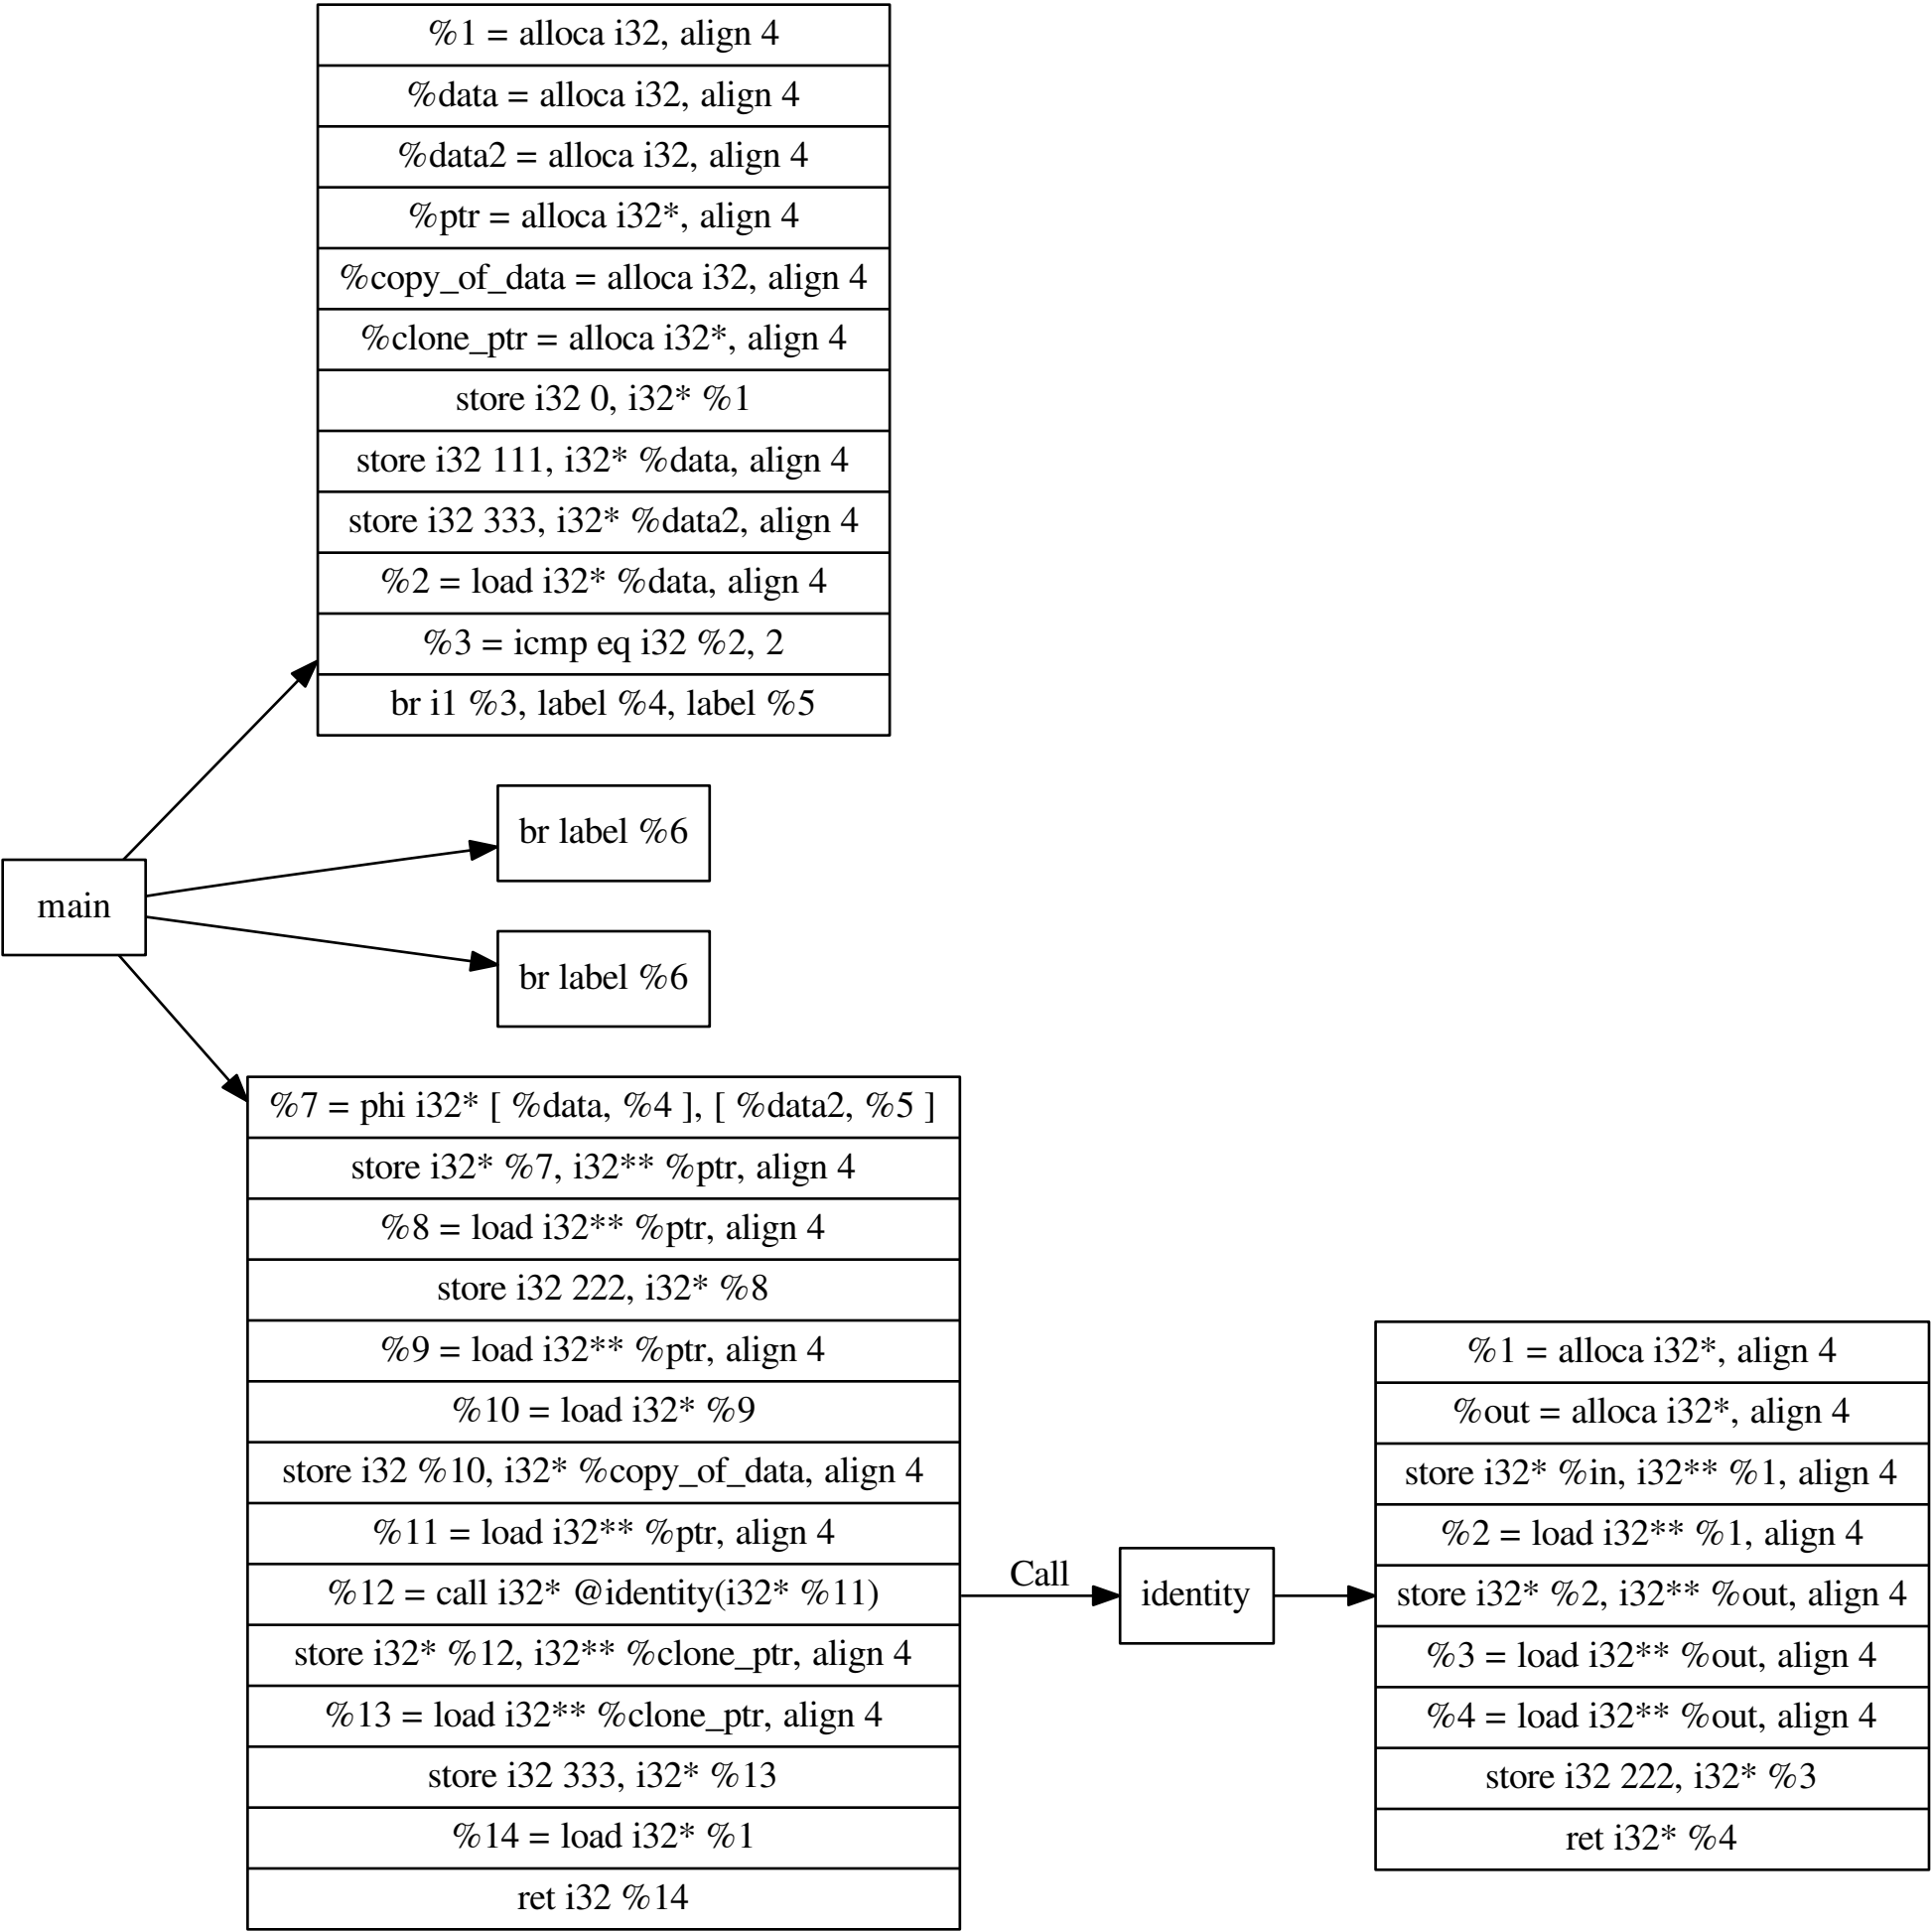 %1 = alloca i32, align 4
%data = alloca i32, align 4
%data2 = alloca i32, align 4
%ptr = alloca i32*, align 4
%copy_of_data = alloca i32, align 4
%clone_ptr = alloca i32*, align 4
store i32 0, i32* %1
store i32 111, i32* %data, align 4
store i32 333, i32* %data2, align 4
%2 = load i32* %data, align 4
%3 = icmp eq i32 %2, 2
br i1 %3, label %4, label %5
br label %6
main
br label %6
%7 = phi i32* [ %data, %4 ], [ %data2, %5 ]
store i32* %7, i32** %ptr, align 4
%8 = load i32** %ptr, align 4
store i32 222, i32* %8
%9 = load i32** %ptr, align 4
%10 = load i32* %9
store i32 %10, i32* %copy_of_data, align 4
%11 = load i32** %ptr, align 4
%12 = call i32* @identity(i32* %11)
store i32* %12, i32** %clone_ptr, align 4
%13 = load i32** %clone_ptr, align 4
store i32 333, i32* %13
%14 = load i32* %1
ret i32 %14
Call
identity
%1 = alloca i32*, align 4
%out = alloca i32*, align 4
store i32* %in, i32** %1, align 4
%2 = load i32** %1, align 4
store i32* %2, i32** %out, align 4
%3 = load i32** %out, align 4
%4 = load i32** %out, align 4
store i32 222, i32* %3
ret i32* %4